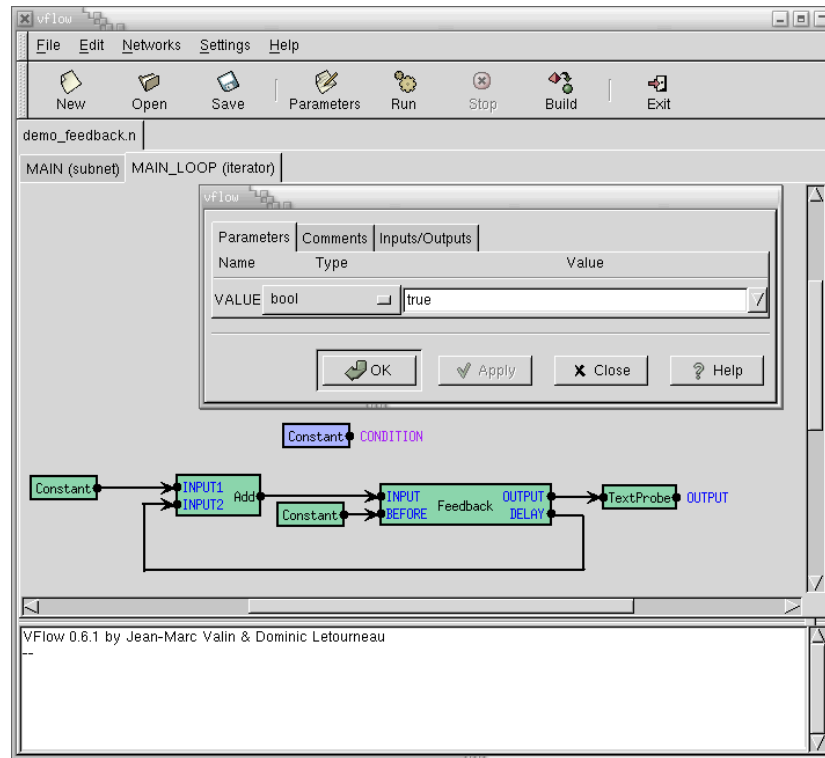 vflow
File Edit Networks Settings Help
New Open Save Parameters Run Stop Build Exit
demo_feedback.n
MAIN (subnet) MAIN_LOOP (iterator)
vflow
Parameters Comments Inputs/Outputs
Name Type Value
VALUE bool true
OK Apply Close Help
Constant CONDITION
Constant INPUT1 INPUT2 Add Constant INPUT BEFORE Feedback OUTPUT DELAY TextProbe OUTPUT
VFlow 0.6.1 by Jean-Marc Valin & Dominic Letourneau
--